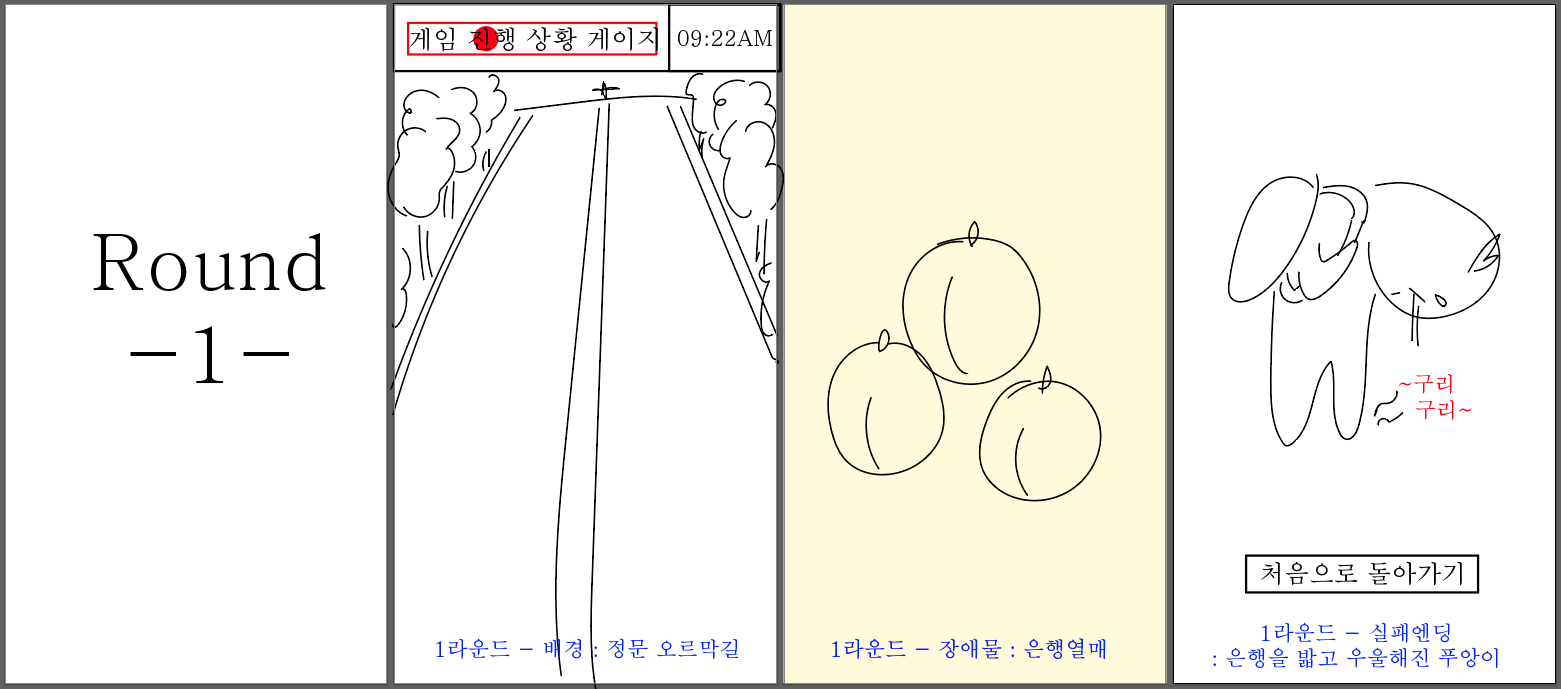 Round
-1-
게임 진행 상황 게이지
09:22AM
1라운드 - 배경 : 정문 오르막길
1라운드 - 장애물 : 은행열매
~구리
구리~
처음으로 돌아가기
1라운드 - 실패엔딩
: 은행을 밟고 우울해진 푸앙이